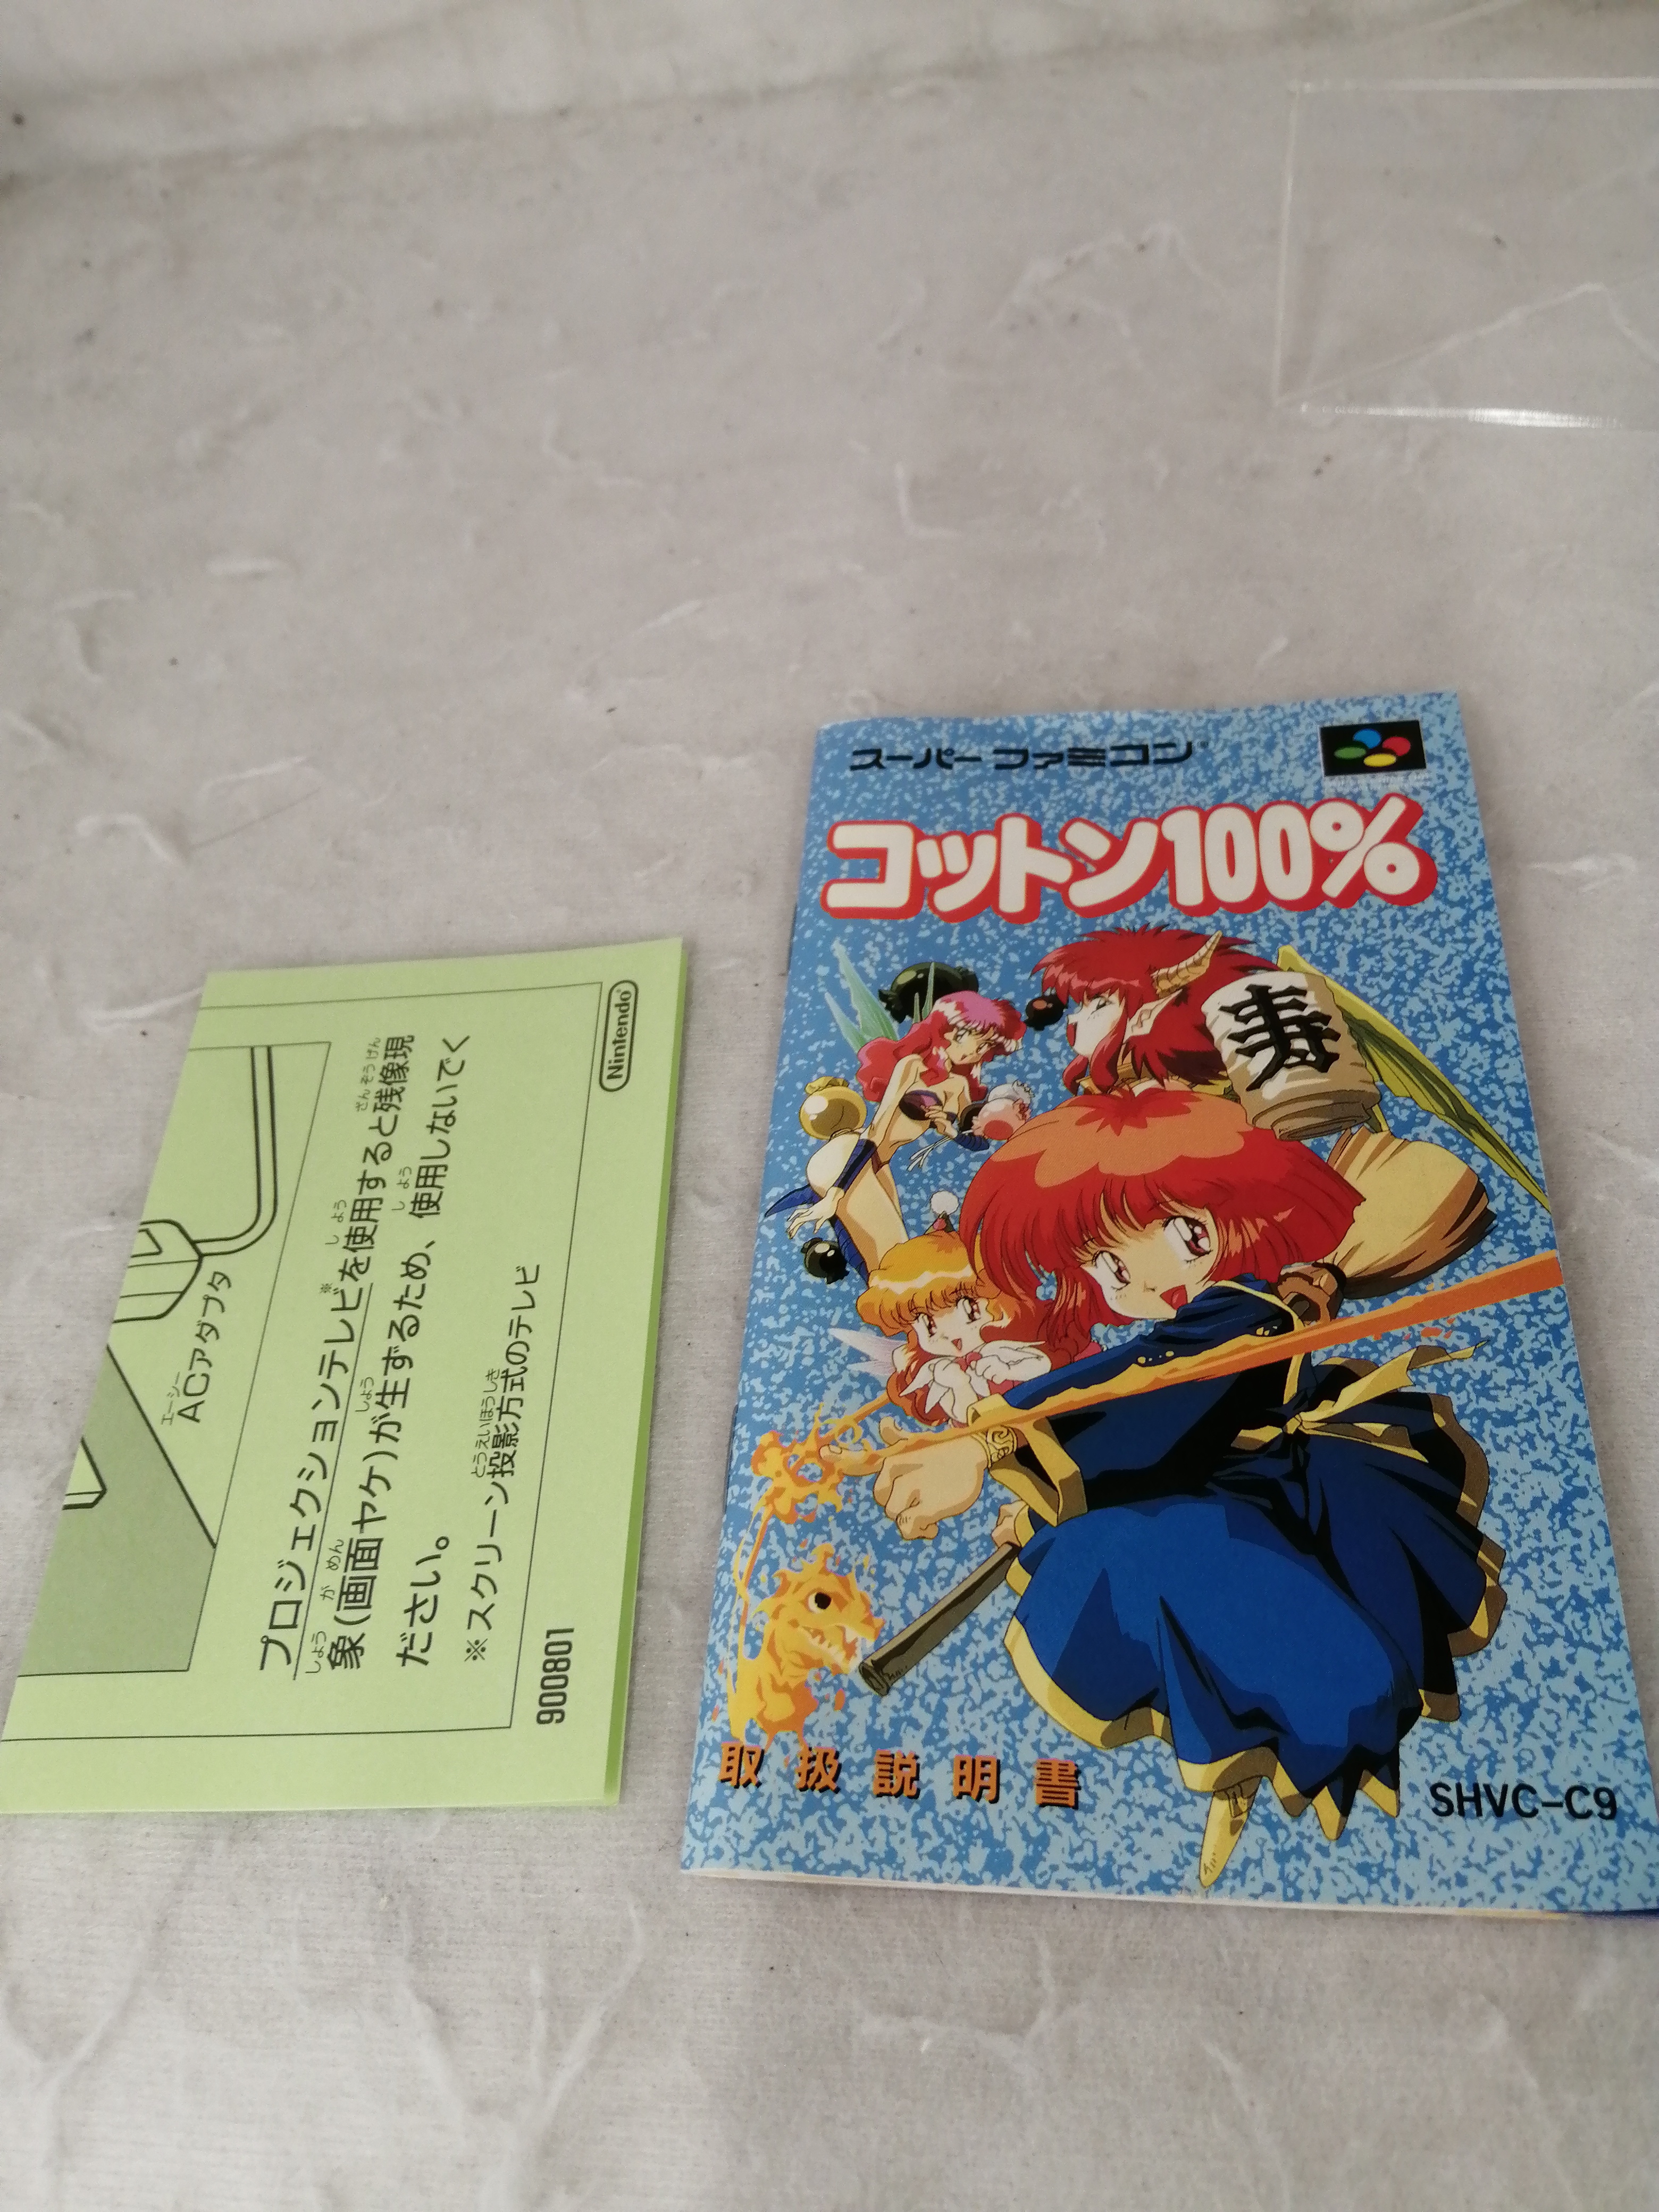 ACアダプタ
エーシー
プロジェクションテレビ※を使用すると残像現
象(画面ヤケ)が生ずるため、使用しないでく
ださい。
※スクリーン投影方式のテレビ
900801
Nintendo
スーパーファミコン
コットン100%
寿
取扱説明書
SHVC-C9